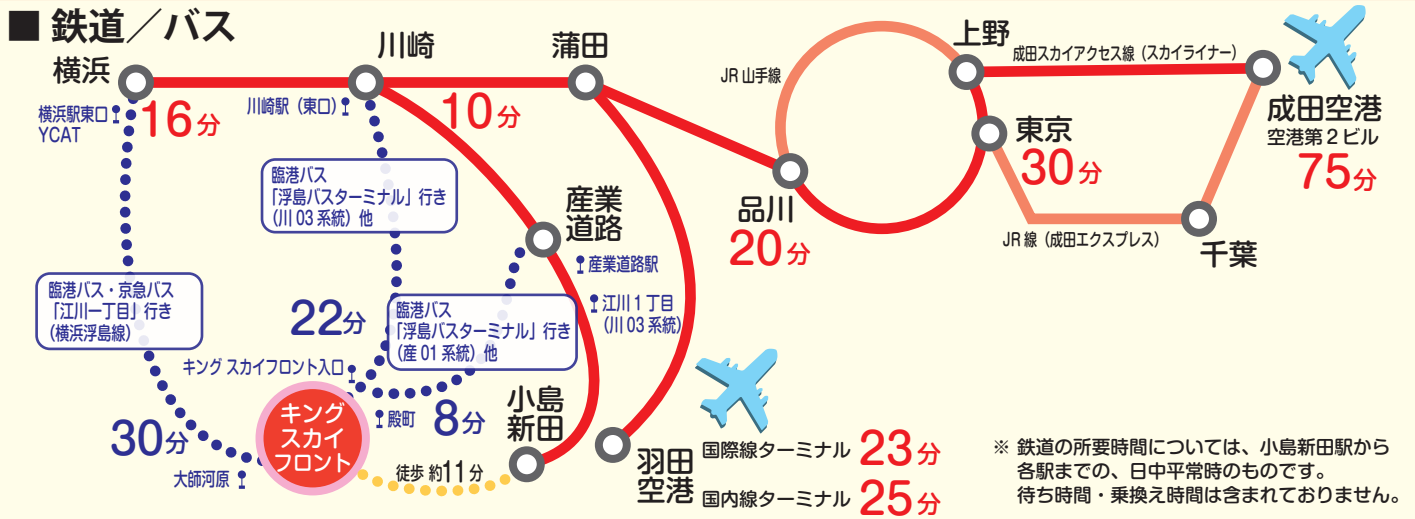 ■ 鉄道／バス
横浜
川崎
蒲田
上野
成田スカイアクセス線（スカイライナー）
JR 山手線
横浜駅東口
YCAT
16分
川崎駅（東口）
10分
成田空港
空港第２ビル
75分
東京
30分
臨港バス
「浮島バスターミナル」行き
（川 03 系統）他
産業
道路
品川
20分
JR 線（成田エクスプレス）
千葉
産業道路駅
臨港バス・京急バス
「江川一丁目」行き
（横浜浮島線）
22分
臨港バス
「浮島バスターミナル」行き
（産 01 系統）他
江川 1 丁目
（川 03 系統）
キング スカイフロント入口
キング
スカイ
フロント
殿町
8分
小島
新田
30分
大師河原
徒歩 約11分
羽田
空港
国際線ターミナル 23分
国内線ターミナル 25分
※ 鉄道の所要時間については、小島新田駅から
各駅までの、日中平常時のものです。
待ち時間・乗換え時間は含まれておりません。